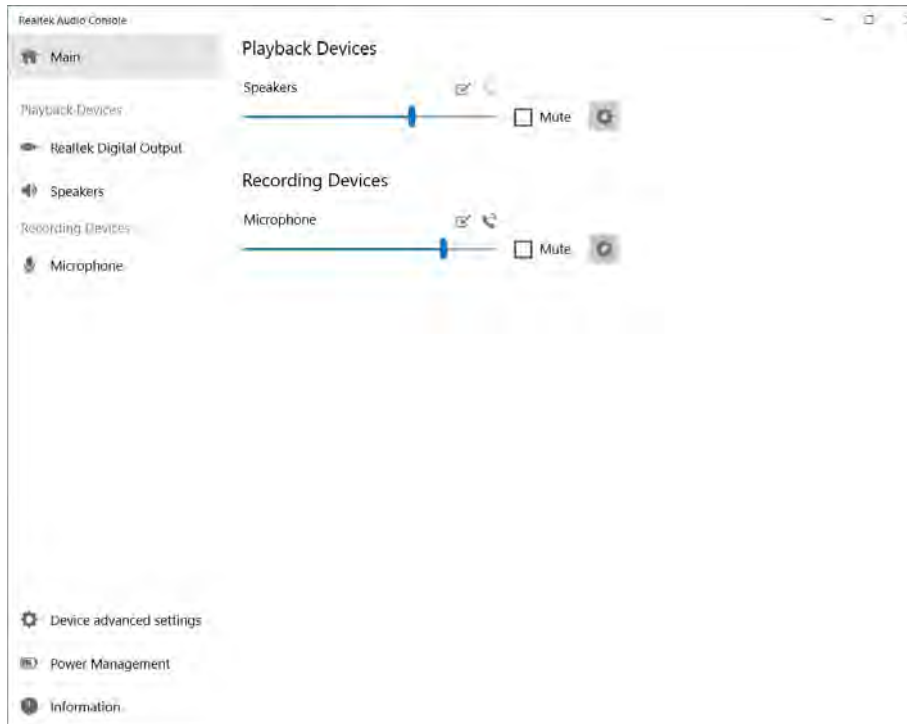 Realtek Audio Console
Main
Playback Devices
Realtek Digital Output
Speakers
Recording Devices
Microphone
Device advanced settings
Power Management
Information
Playback Devices
Speakers
Mute
Recording Devices
Microphone
Mute